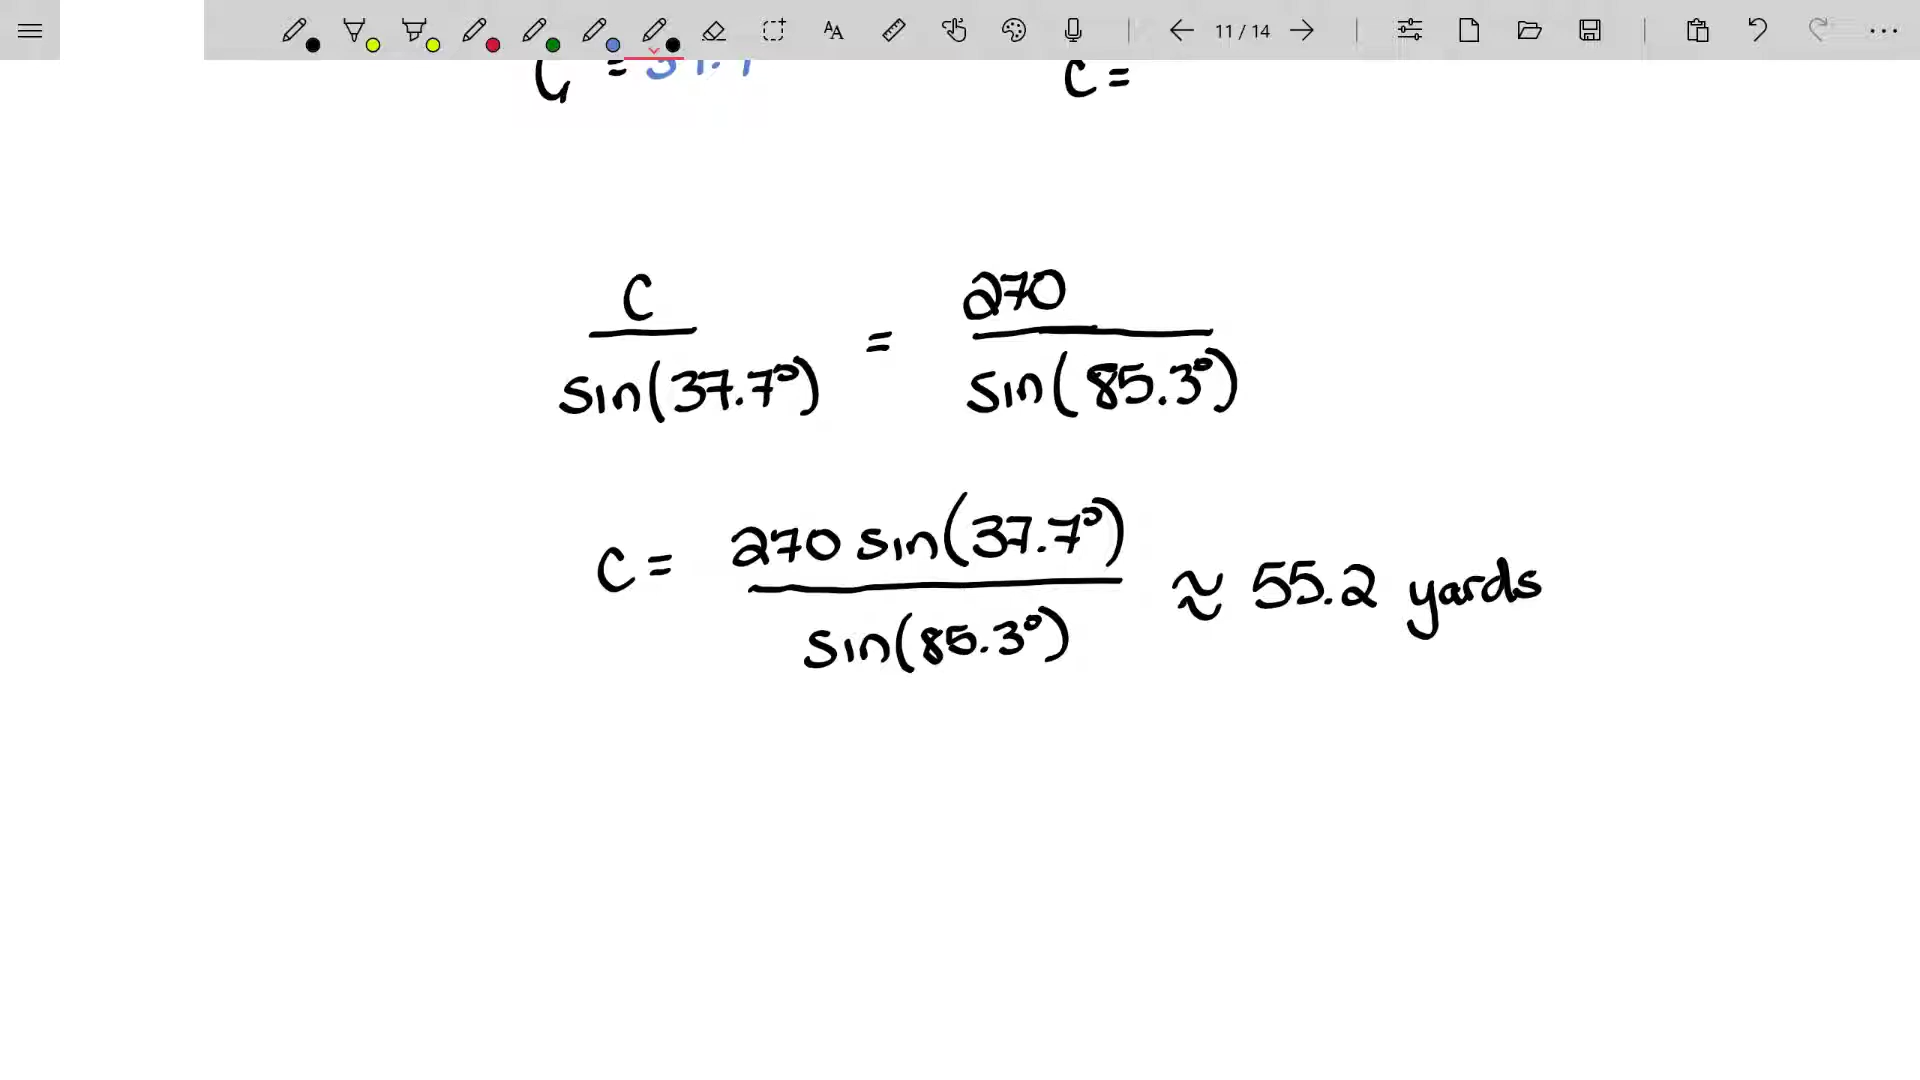 11 / 14
C =
C / sin(37.7°) = 270 / sin(85.3°)
C = 270 sin(37.7°) / sin(85.3°) ≈ 55.2 yards